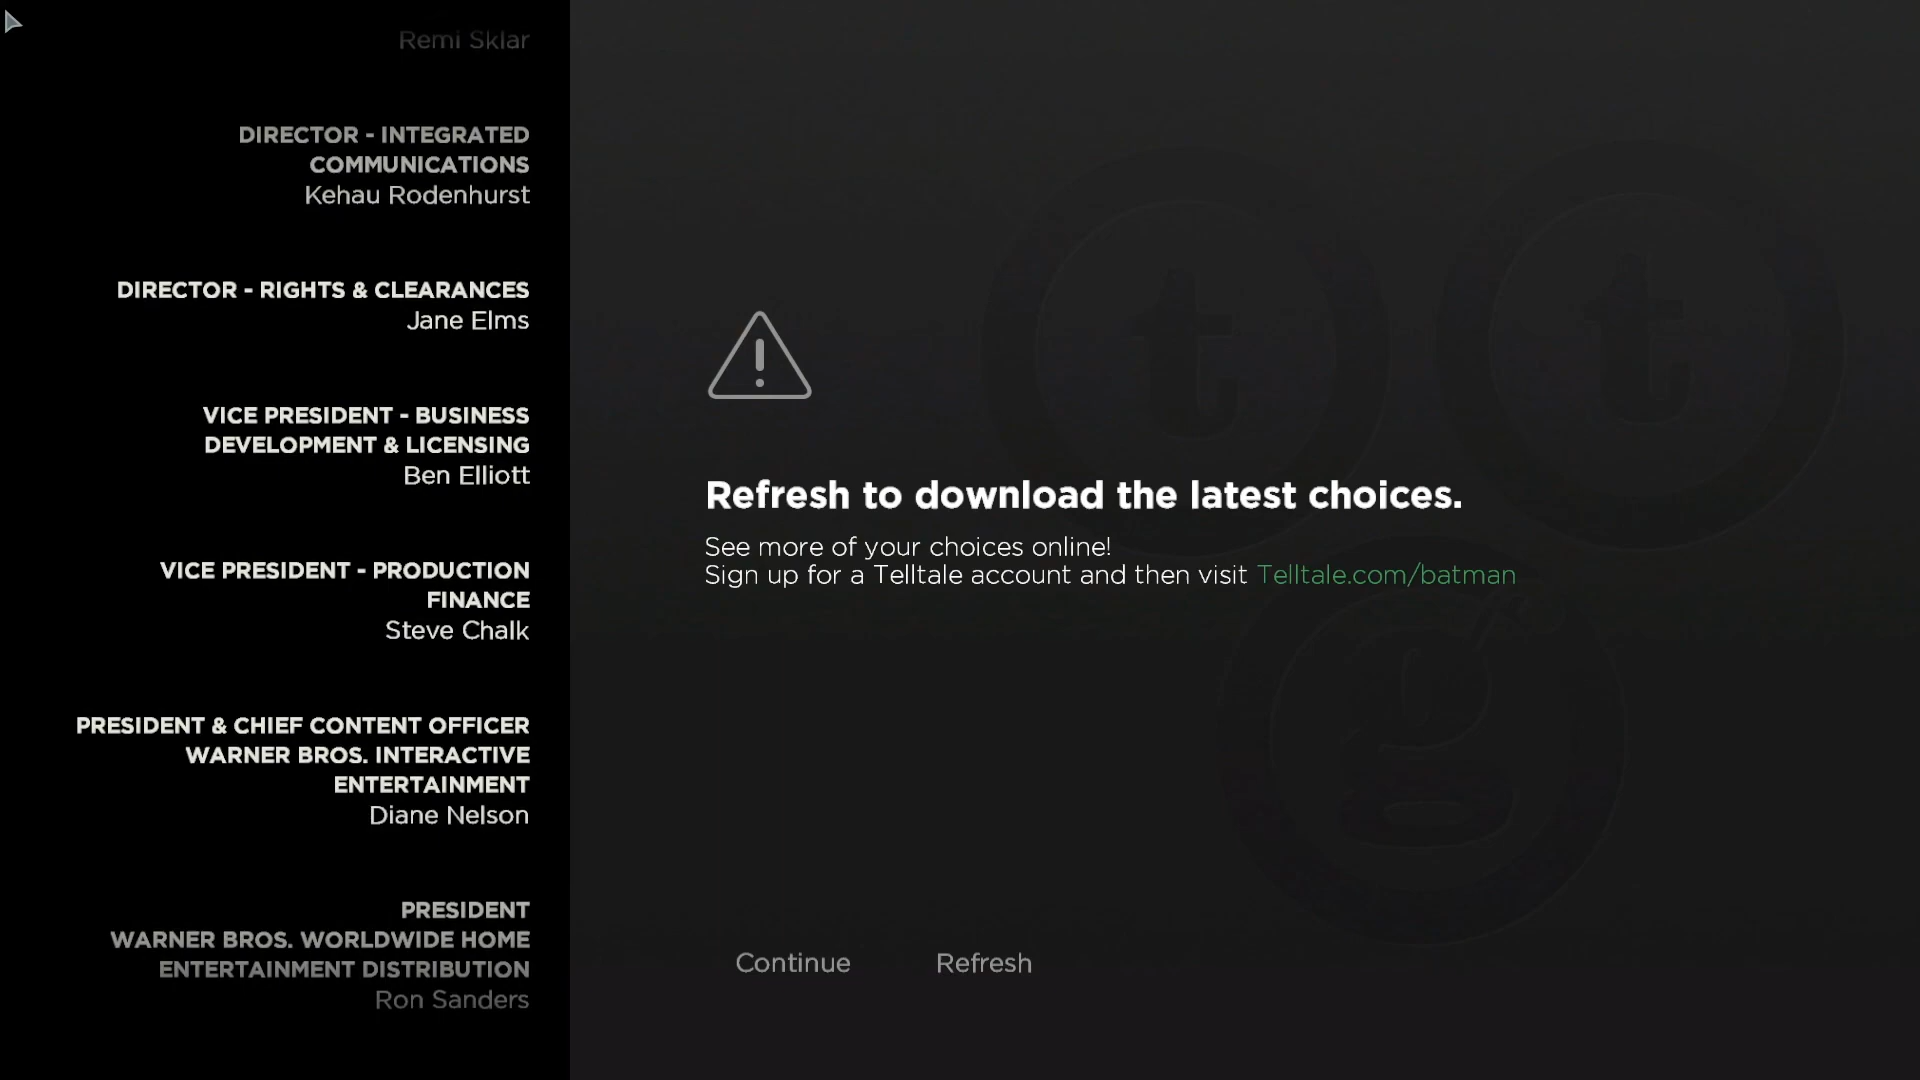 Remi Sklar
DIRECTOR - INTEGRATED
COMMUNICATIONS
Kehau Rodenhurst
DIRECTOR - RIGHTS & CLEARANCES
Jane Elms
VICE PRESIDENT - BUSINESS
DEVELOPMENT & LICENSING
Ben Elliott
VICE PRESIDENT - PRODUCTION
FINANCE
Steve Chalk
PRESIDENT & CHIEF CONTENT OFFICER
WARNER BROS. INTERACTIVE
ENTERTAINMENT
Diane Nelson
PRESIDENT
WARNER BROS. WORLDWIDE HOME
ENTERTAINMENT DISTRIBUTION
Ron Sanders
t t
g
Refresh to download the latest choices.
See more of your choices online!
Sign up for a Telltale account and then visit Telltale.com/batman
Continue Refresh